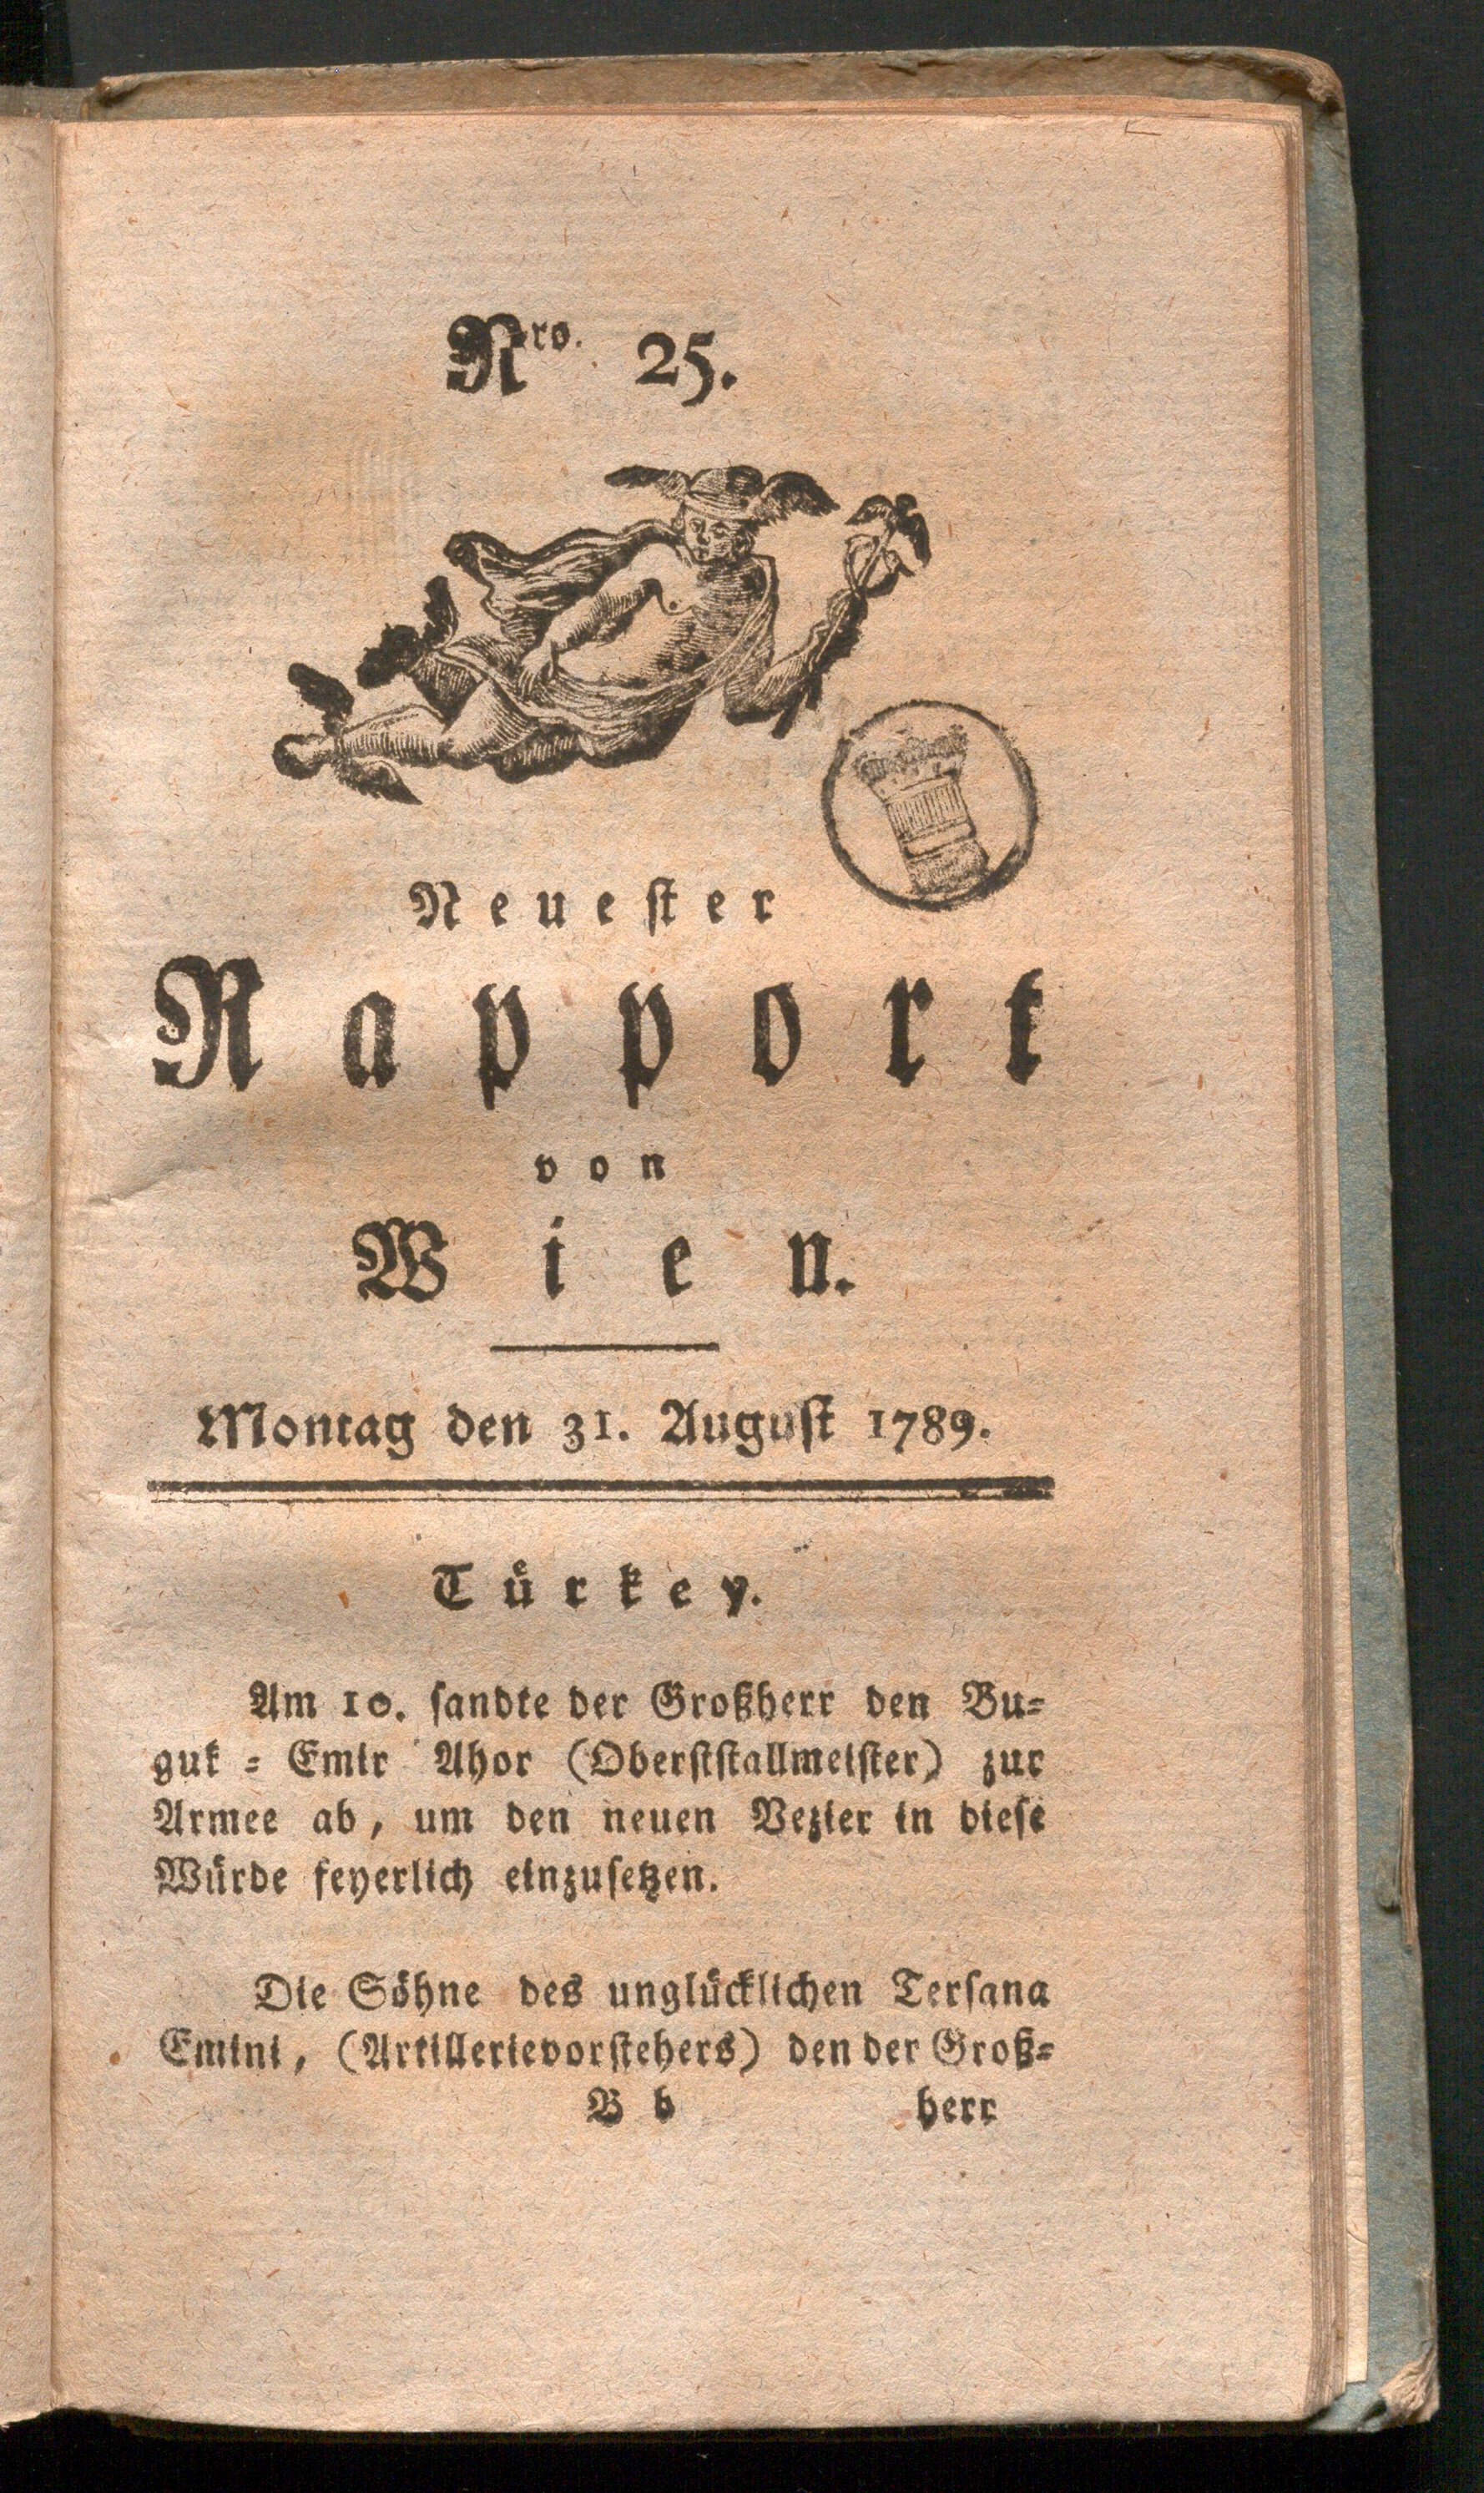 Nro. 25.
Neuester
Rapport
von
Wien.
Montag den 31. August 1789.
Türkey.
Am 10. sandte der Großherr den Bu=
guk = Emir Ahor (Oberststallmeister) zur
Armee ab, um den neuen Vezier in diese
Würde feyerlich einzusetzen.
Die Söhne des unglücklichen Tersana
Emini, (Artillerievorstehers) den der Groß=
B b herr